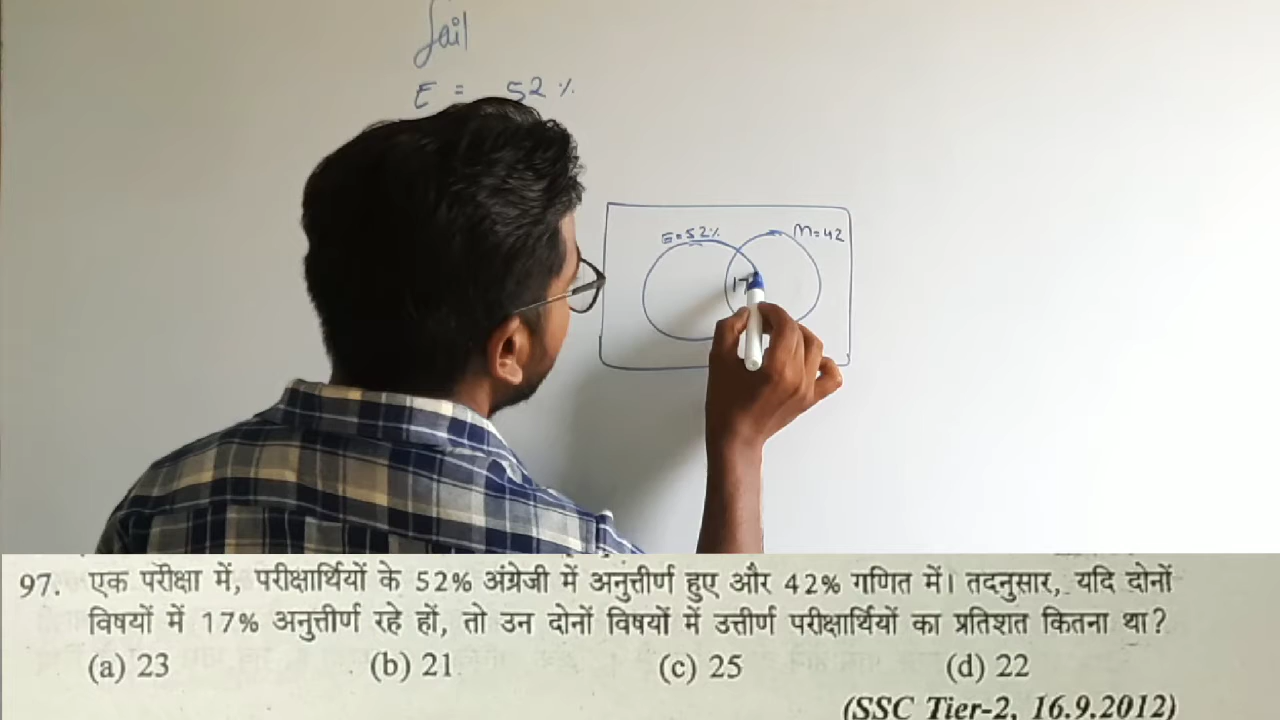 fail
E = 52%
E=52% M=42
17
97. एक परीक्षा में, परीक्षार्थियों के 52% अंग्रेजी में अनुत्तीर्ण हुए और 42% गणित में। तदनुसार, यदि दोनों
विषयों में 17% अनुत्तीर्ण रहे हों, तो उन दोनों विषयों में उत्तीर्ण परीक्षार्थियों का प्रतिशत कितना था?
(a) 23 (b) 21 (c) 25 (d) 22
(SSC Tier-2, 16.9.2012)